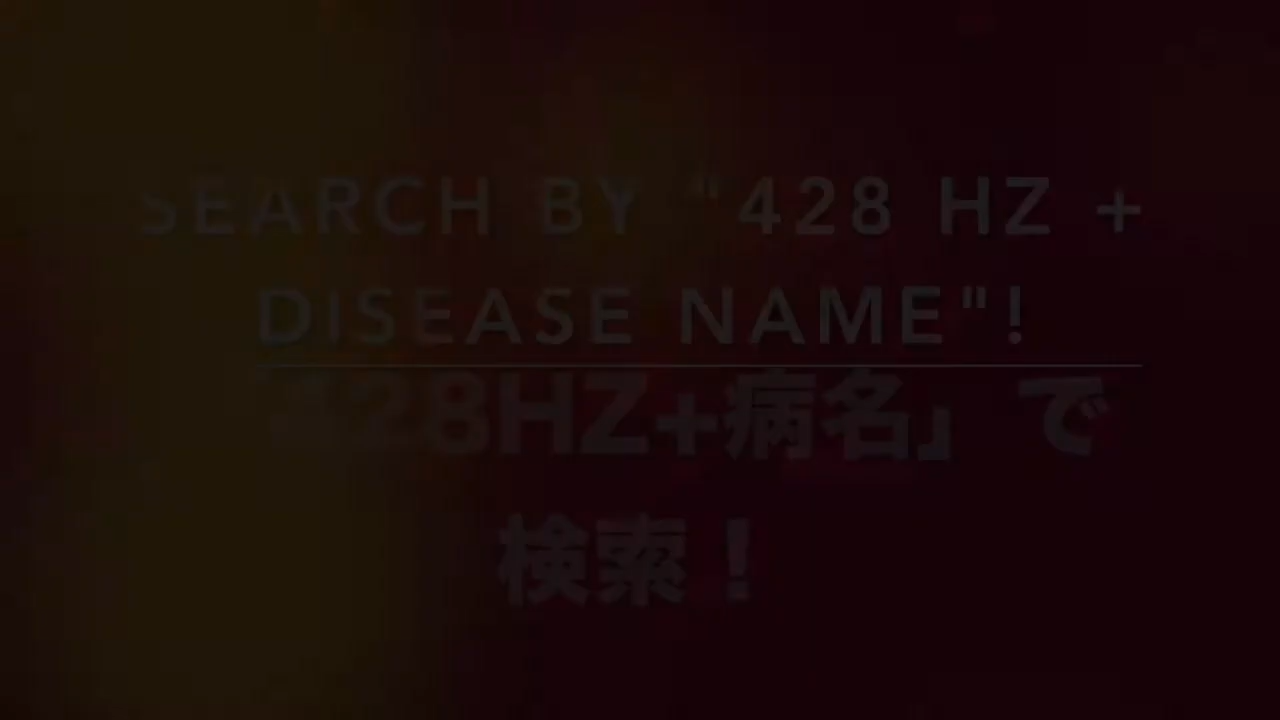 SEARCH BY "428 HZ +
DISEASE NAME"!
「428HZ+病名」で
検索！